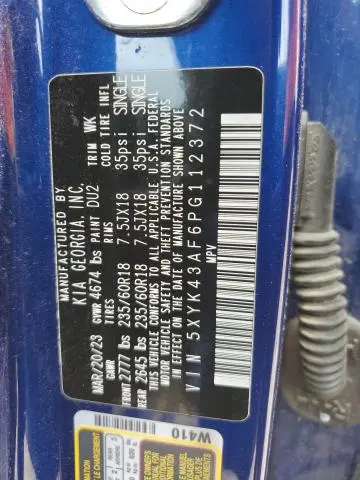 MANUFACTURED BY
KIA GEORGIA, INC.
MAR/20/23 GVWR 4674 lbs PAINT DU2 TRIM WK
GAWR TIRES RIMS COLD TIRE INFL
FRONT 2777 lbs 235/60R18 7.5JX18 35psi SINGLE
REAR 2645 lbs 235/60R18 7.5JX18 35psi SINGLE
THIS VEHICLE CONFORMS TO ALL APPLICABLE U.S.A. FEDERAL
MOTOR VEHICLE SAFETY AND THEFT PREVENTION
STANDARDS IN EFFECT ON THE DATE OF MANUFACTURE SHOWN ABOVE
VIN 5XYK43AF6PG112372
MPV
W410